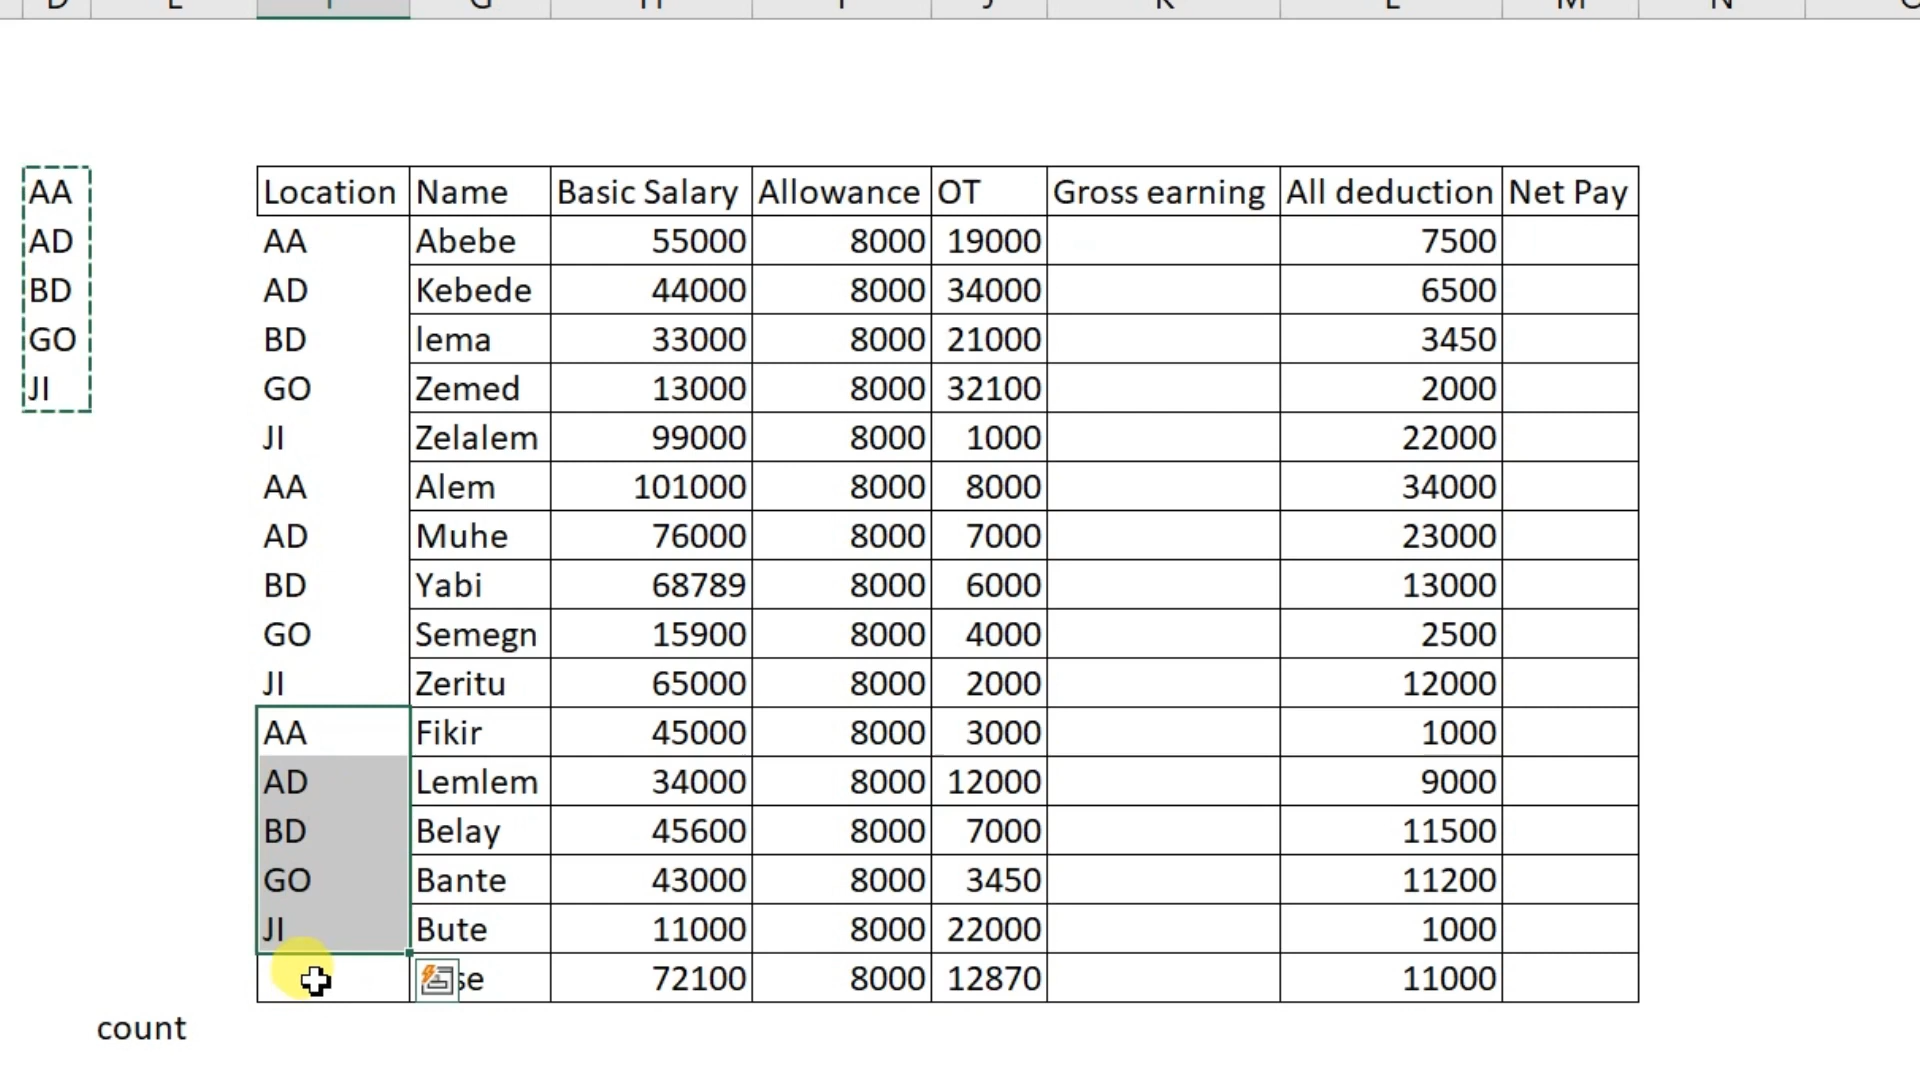 K
AA Location Name Basic Salary Allowance OT Gross earning All deduction Net Pay
AD AA Abebe 55000 8000 19000 7500
BD AD Kebede 44000 8000 34000 6500
GO BD lema 33000 8000 21000 3450
JI GO Zemed 13000 8000 32100 2000
JI Zelalem 99000 8000 1000 22000
AA Alem 101000 8000 8000 34000
AD Muhe 76000 8000 7000 23000
BD Yabi 68789 8000 6000 13000
GO Semegn 15900 8000 4000 2500
JI Zeritu 65000 8000 2000 12000
AA Fikir 45000 8000 3000 1000
AD Lemlem 34000 8000 12000 9000
BD Belay 45600 8000 7000 11500
GO Bante 43000 8000 3450 11200
JI Bute 11000 8000 22000 1000
72100 8000 12870 11000
count